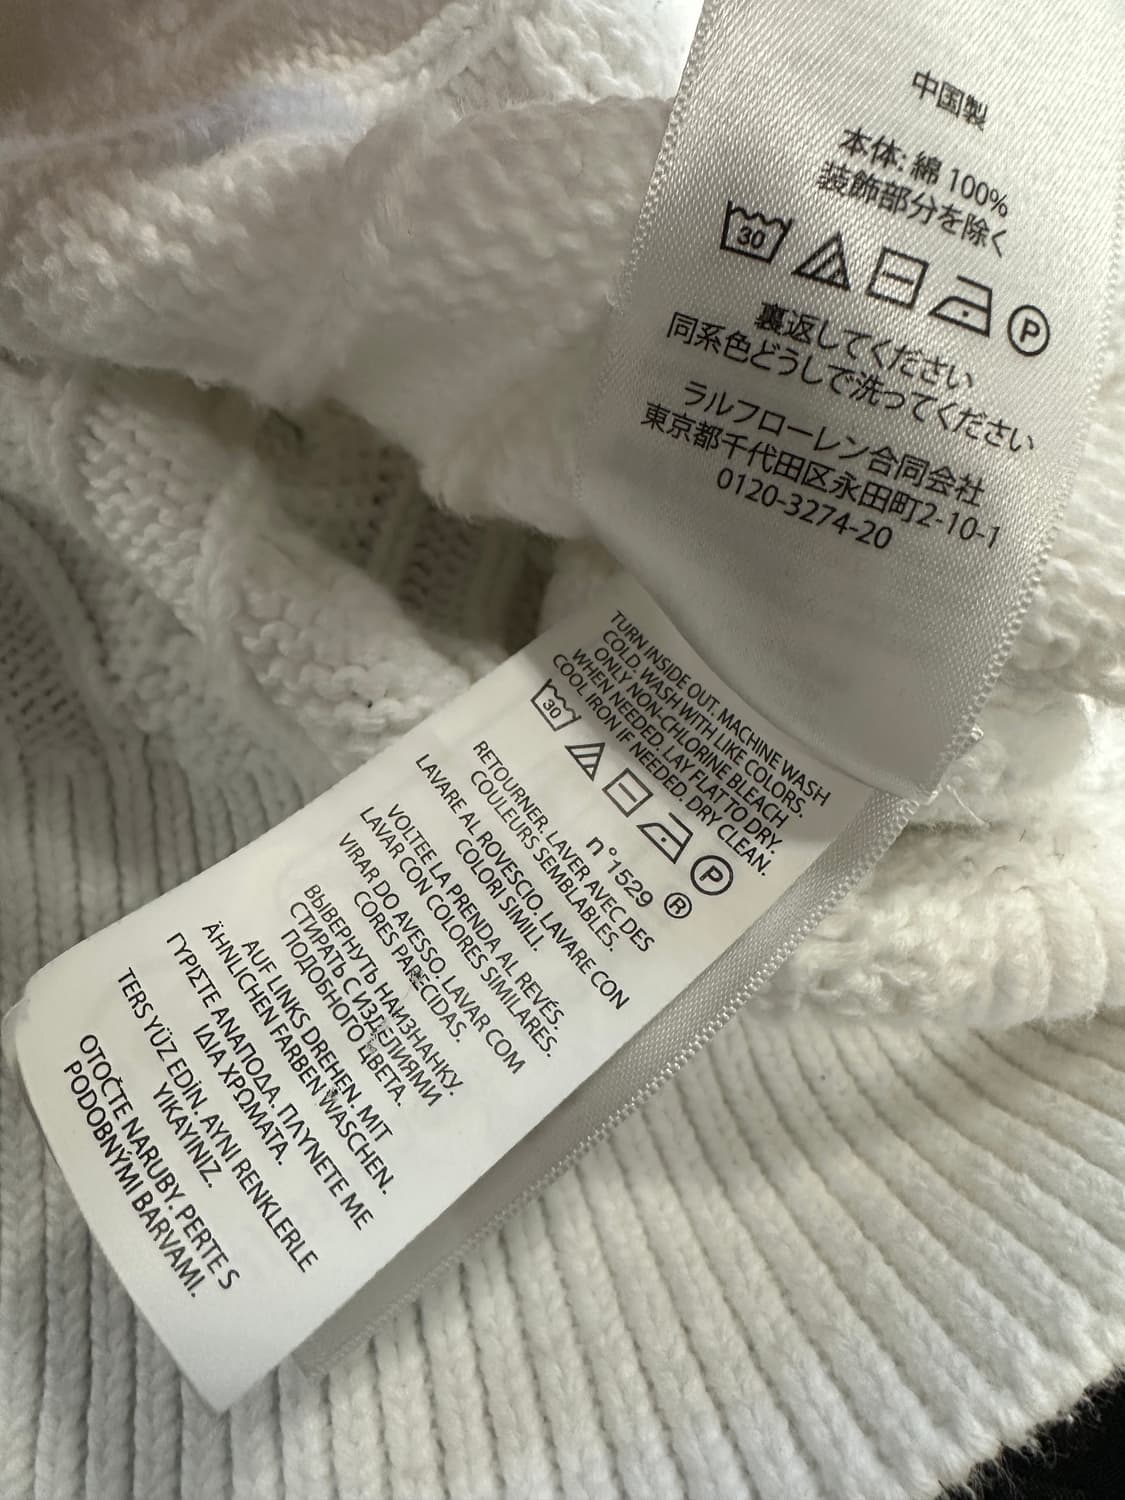 中国製
本体: 綿 100%
装飾部分を除く
30
P
裏返してください
同系色どうしで洗ってください
ラルフローレン合同会社
東京都千代田区永田町2-10-1
0120-3274-20
TURN INSIDE OUT. MACHINE WASH
COLD. WASH WITH LIKE COLORS.
ONLY NON-CHLORINE BLEACH
WHEN NEEDED. LAY FLAT TO DRY.
COOL IRON IF NEEDED. DRY CLEAN.
30
P
n°1529 ®
RETOURNER. LAVER AVEC DES
COULEURS SEMBLABLES.
LAVARE AL ROVESCIO. LAVARE CON
COLORI SIMILI.
VOLTEE LA PRENDA AL REVÉS.
LAVAR CON COLORES SIMILARES.
VIRAR DO AVESSO. LAVAR COM
CORES PARECIDAS.
ВЫВЕРНУТЬ НАИЗНАНКУ.
СТИРАТЬ С ИЗДЕЛИЯМИ
ПОДОБНОГО ЦВЕТА.
AUF LINKS DREHEN. MIT
ÄHNLICHEN FARBEN WASCHEN.
ΓΥΡΙΣΤΕ ΑΝΑΠΟΔΑ. ΠΛΥΝΕΤΕ ΜΕ
ΙΔΙΑ ΧΡΩΜΑΤΑ.
TERS YÜZ EDİN. AYNI RENKLERLE
YIKAYINIZ.
OTOČTE NARUBY. PERTE S
PODOBNÝMI BARVAMI.